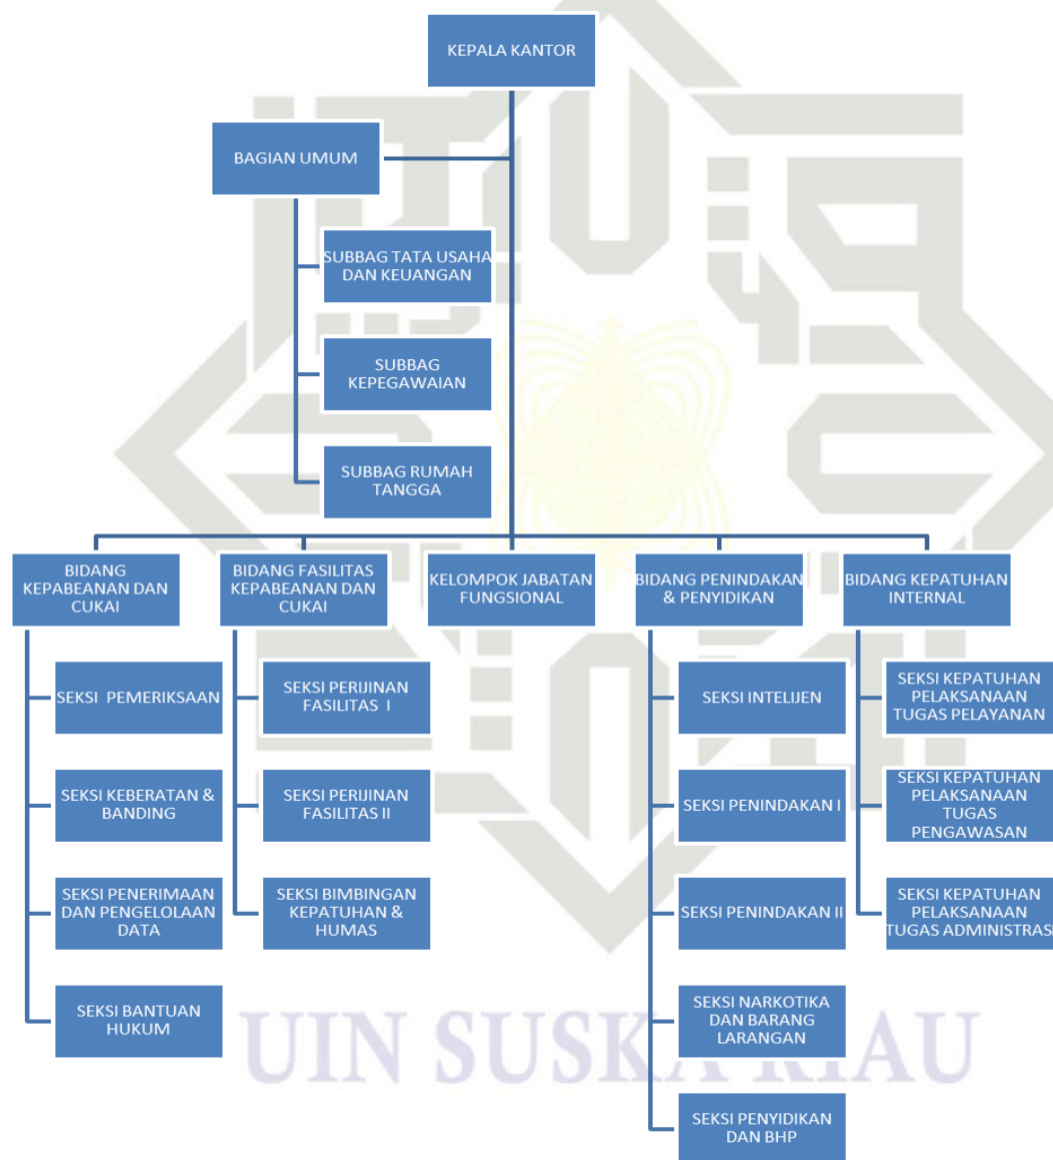 KEPALA KANTOR
BAGIAN UMUM
SUBBAG TATA USAHA
DAN KEUANGAN
SUBBAG
KEPEGAWAIAN
SUBBAG RUMAH
TANGGA
BIDANG
KEPABEANAN DAN
CUKAI
SEKSI PEMERIKSAAN
SEKSI KEBERATAN &
BANDING
SEKSI PENERIMAAN
DAN PENGELOLAAN
DATA
SEKSI BANTUAN
HUKUM
BIDANG FASILITAS
KEPABEANAN DAN
CUKAI
SEKSI PERIJINAN
FASILITAS I
SEKSI PERIJINAN
FASILITAS II
SEKSI BIMBINGAN
KEPATUHAN &
HUMAS
KELOMPOK JABATAN
FUNGSIONAL
BIDANG PENINDAKAN
& PENYIDIKAN
SEKSI INTELIJEN
SEKSI PENINDAKAN I
SEKSI PENINDAKAN II
SEKSI NARKOTIKA
DAN BARANG
LARANGAN
SEKSI PENYIDIKAN
DAN BHP
BIDANG KEPATUHAN
INTERNAL
SEKSI KEPATUHAN
PELAKSANAAN
TUGAS PELAYANAN
SEKSI KEPATUHAN
PELAKSANAAN
TUGAS
PENGAWASAN
SEKSI KEPATUHAN
PELAKSANAAN
TUGAS ADMINISTRASI
UIN SUSKA RIAU